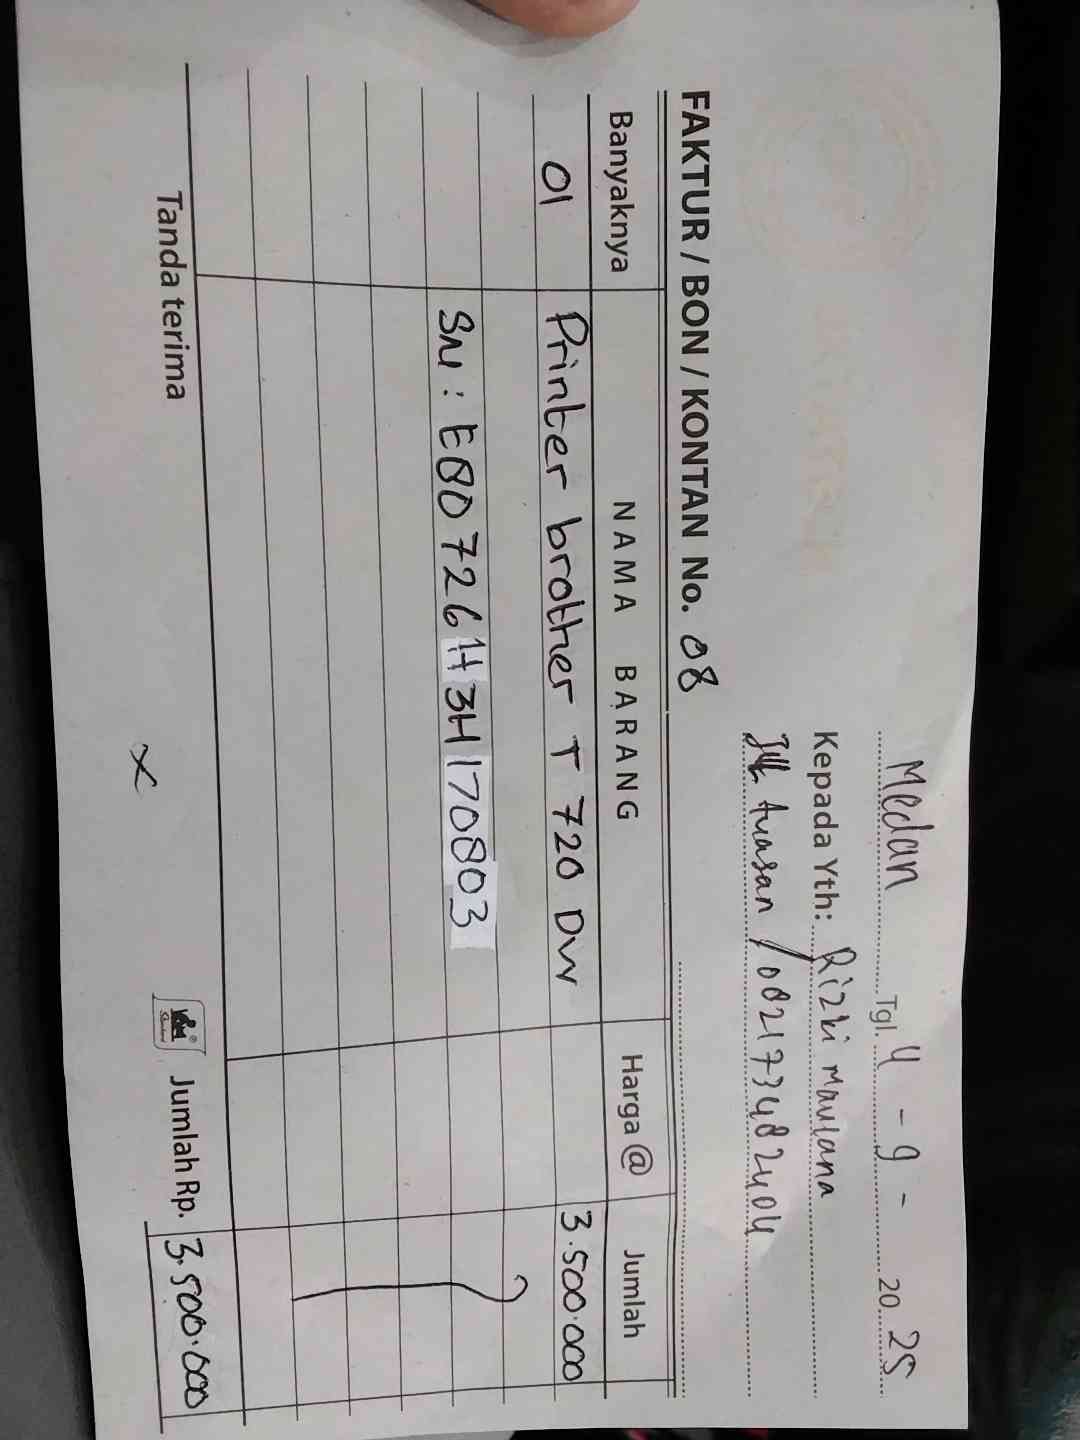 Medan Tgl. 4 - 9 - 20 25
Kepada Yth: Rizki Maulana
Asasan / 082173482404
FAKTUR / BON / KONTAN No. 08
Banyaknya NAMA BARANG Harga @ Jumlah
01 Printer brother T 720 DW 3.500.000
SN : E80726H3H170803
Tanda terima Jumlah Rp. 3.500.000